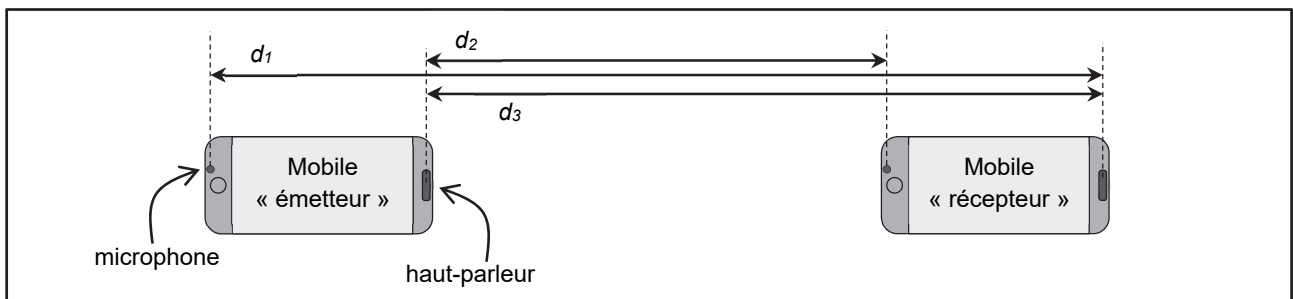 d1
d2
d3
Mobile
« émetteur »
Mobile
« récepteur »
microphone
haut-parleur